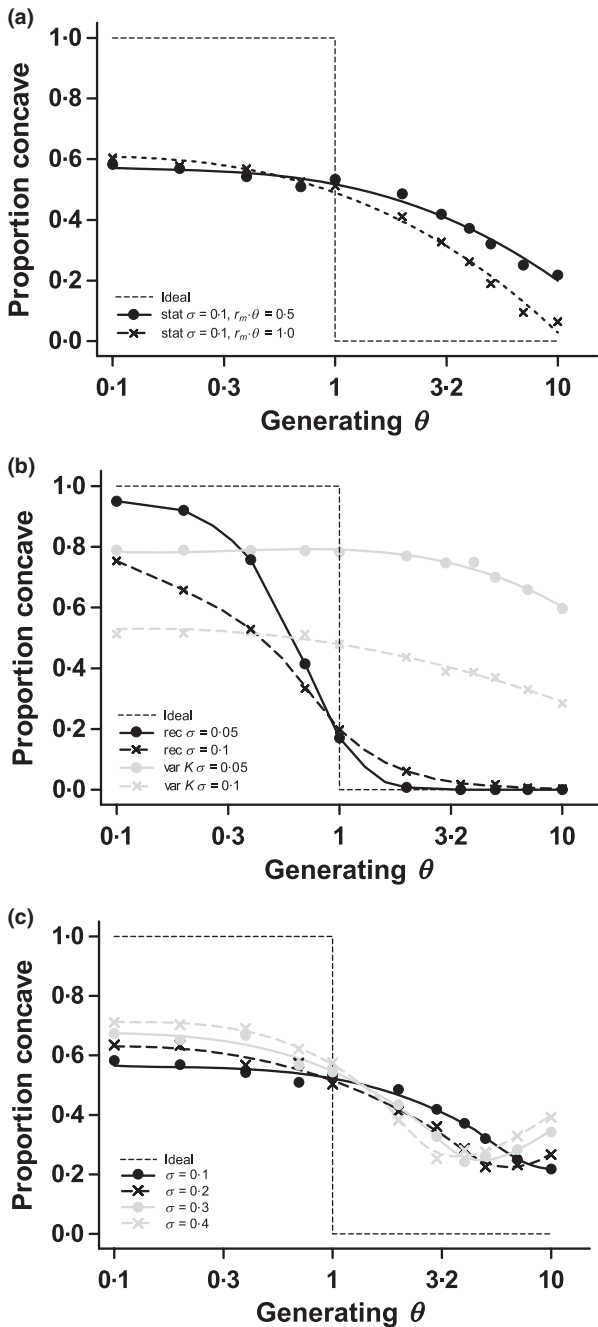 (a)
1·0
0·8
0·6
0·4
0·2
0·0
Proportion concave
Ideal
stat σ = 0·1, rₘ·θ = 0·5
stat σ = 0·1, rₘ·θ = 1·0
0·1
0·3
1
3·2
10
Generating θ
(b)
1·0
0·8
0·6
0·4
0·2
0·0
Proportion concave
Ideal
rec σ = 0·05
rec σ = 0·1
var K σ = 0·05
var K σ = 0·1
0·1
0·3
1
3·2
10
Generating θ
(c)
1·0
0·8
0·6
0·4
0·2
0·0
Proportion concave
Ideal
σ = 0·1
σ = 0·2
σ = 0·3
σ = 0·4
0·1
0·3
1
3·2
10
Generating θ